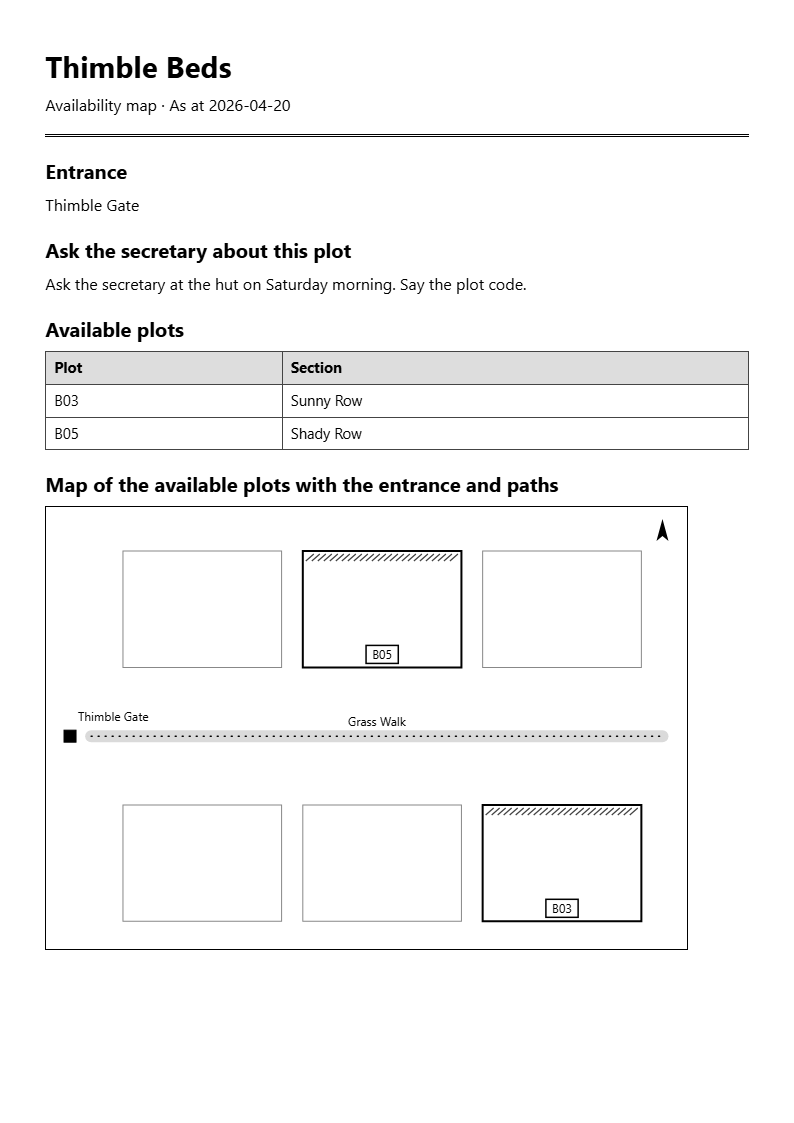 Thimble Beds
Availability map · As at 2026-04-20
Entrance
Thimble Gate
Ask the secretary about this plot
Ask the secretary at the hut on Saturday morning. Say the plot code.
Available plots
Plot Section
B03 Sunny Row
B05 Shady Row
Map of the available plots with the entrance and paths
B05
Thimble Gate
Grass Walk
B03